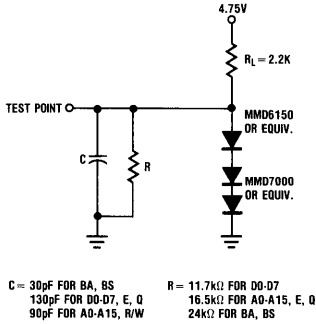 4.75V
RL = 2.2K
TEST POINT
MMD6150
OR EQUIV.
C
R
MMD7000
OR EQUIV.
C = 30pF FOR BA, BS
130pF FOR D0-D7, E, Q
90pF FOR A0-A15, R/W
R = 11.7kΩ FOR D0-D7
16.5kΩ FOR A0-A15, E, Q
24kΩ FOR BA, BS